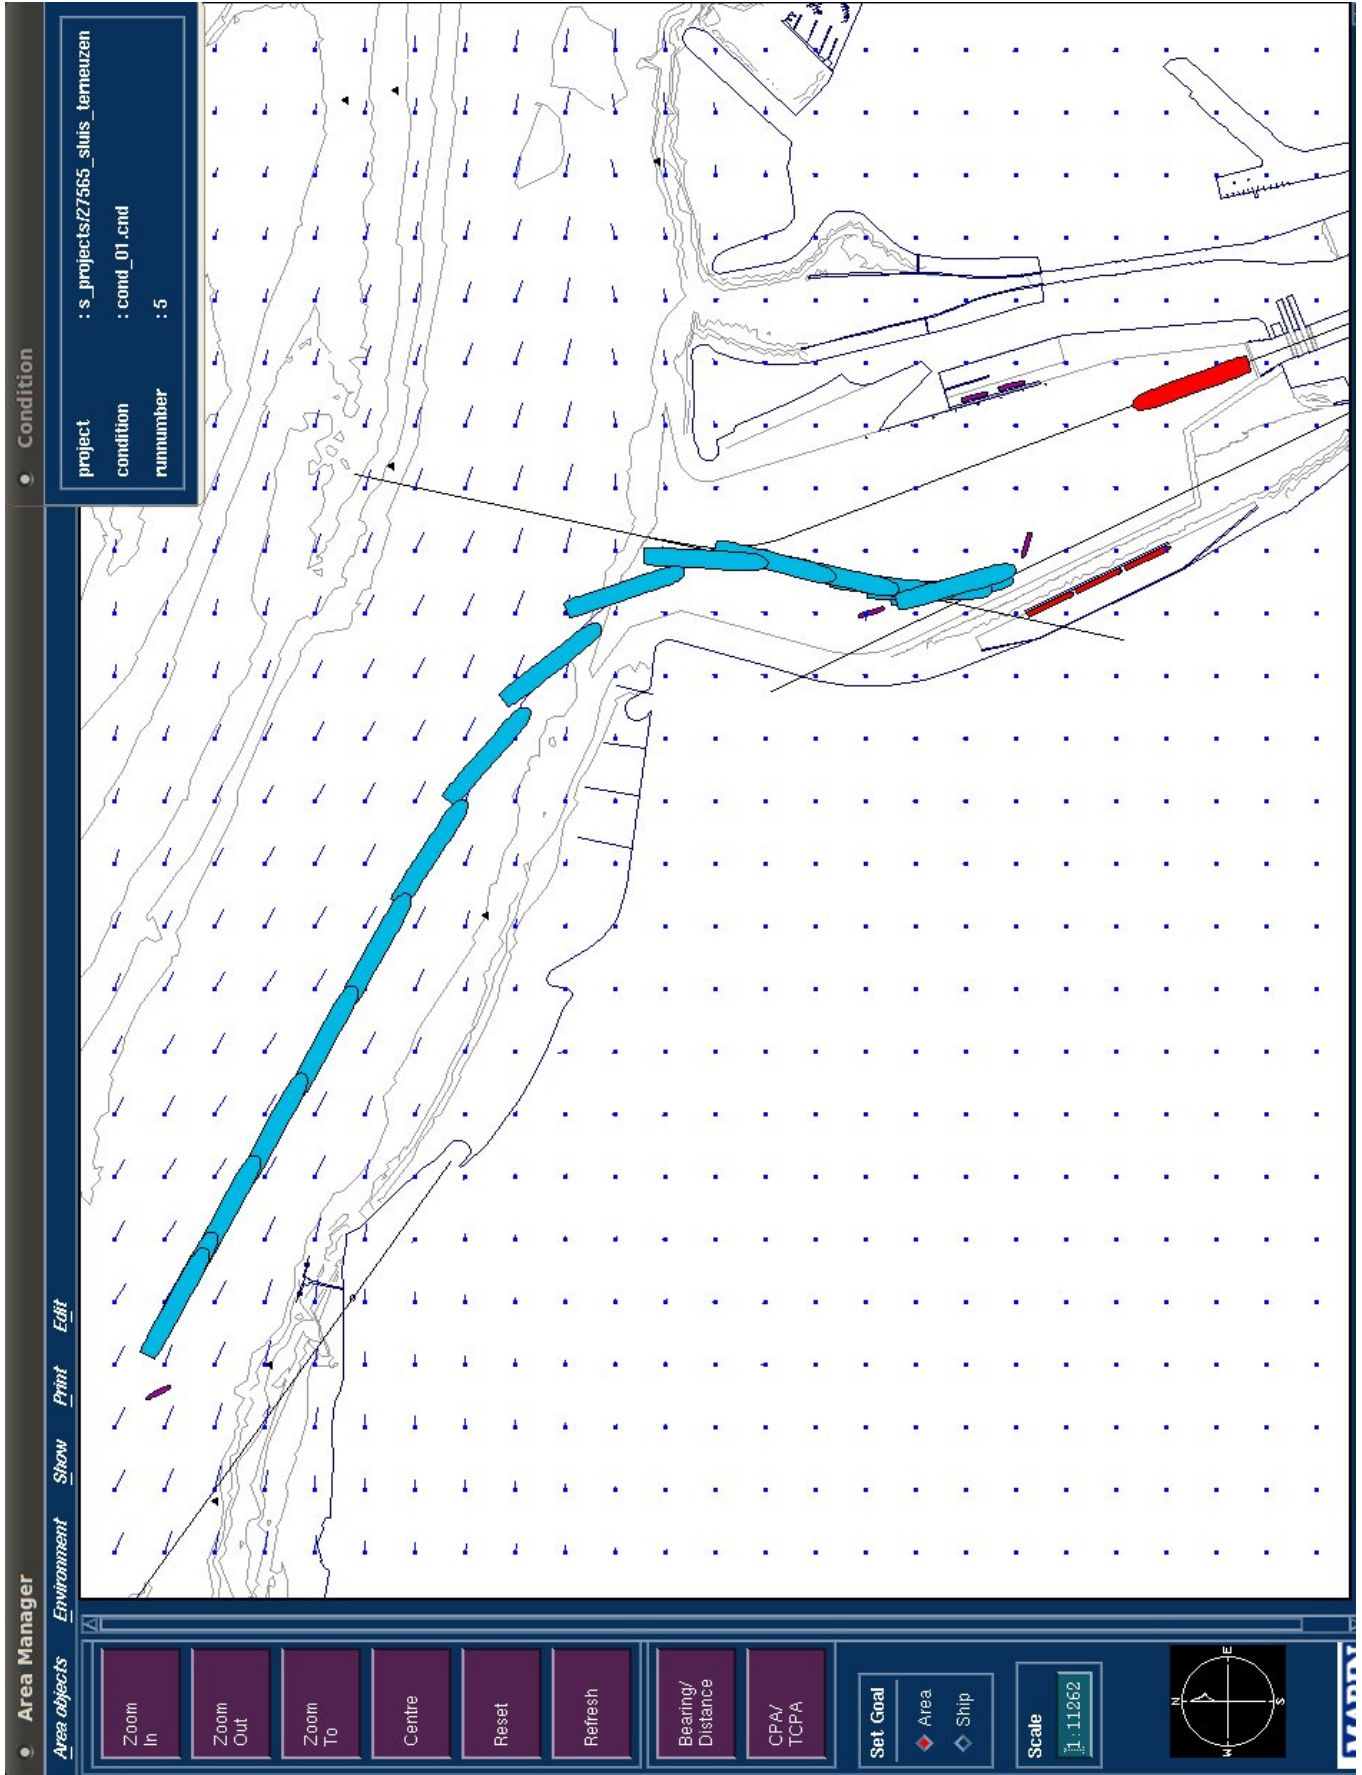 Area Manager
Condition
Area objects Environment Show Print Edit
project : s_projects/27565_sluis_terneuzen
condition : cond_01.cnd
runnumber : 5
Zoom
In
Zoom
Out
Zoom
To
Centre
Reset
Refresh
Bearing/
Distance
CPA/
TCPA
Set Goal
Area
Ship
Scale
1:11262
N
W E
S